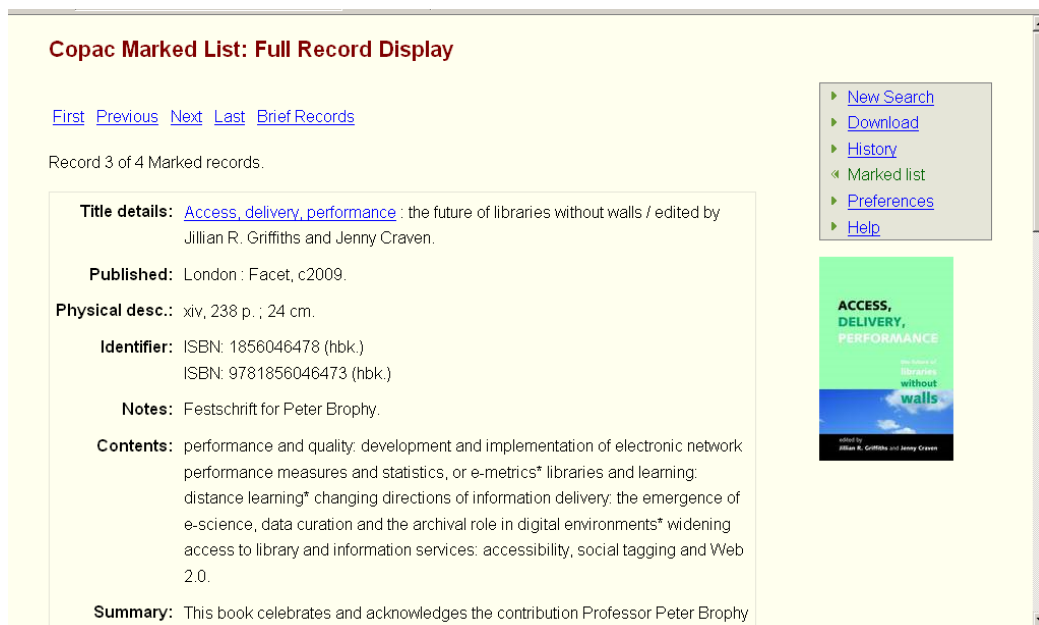 Copac Marked List: Full Record Display
First Previous Next Last Brief Records
Record 3 of 4 Marked records.
Title details: Access, delivery, performance : the future of libraries without walls / edited by
Jillian R. Griffiths and Jenny Craven.
Published: London : Facet, c2009.
Physical desc.: xiv, 238 p. ; 24 cm.
Identifier: ISBN: 1856046478 (hbk.)
ISBN: 9781856046473 (hbk.)
Notes: Festschrift for Peter Brophy.
Contents: performance and quality: development and implementation of electronic network
performance measures and statistics, or e-metrics* libraries and learning:
distance learning* changing directions of information delivery: the emergence of
e-science, data curation and the archival role in digital environments* widening
access to library and information services: accessibility, social tagging and Web
2.0.
Summary: This book celebrates and acknowledges the contribution Professor Peter Brophy
New Search
Download
History
Marked list
Preferences
Help
ACCESS,
DELIVERY,
PERFORMANCE
the future of
libraries
without
walls
edited by
Jillian R. Griffiths and Jenny Craven